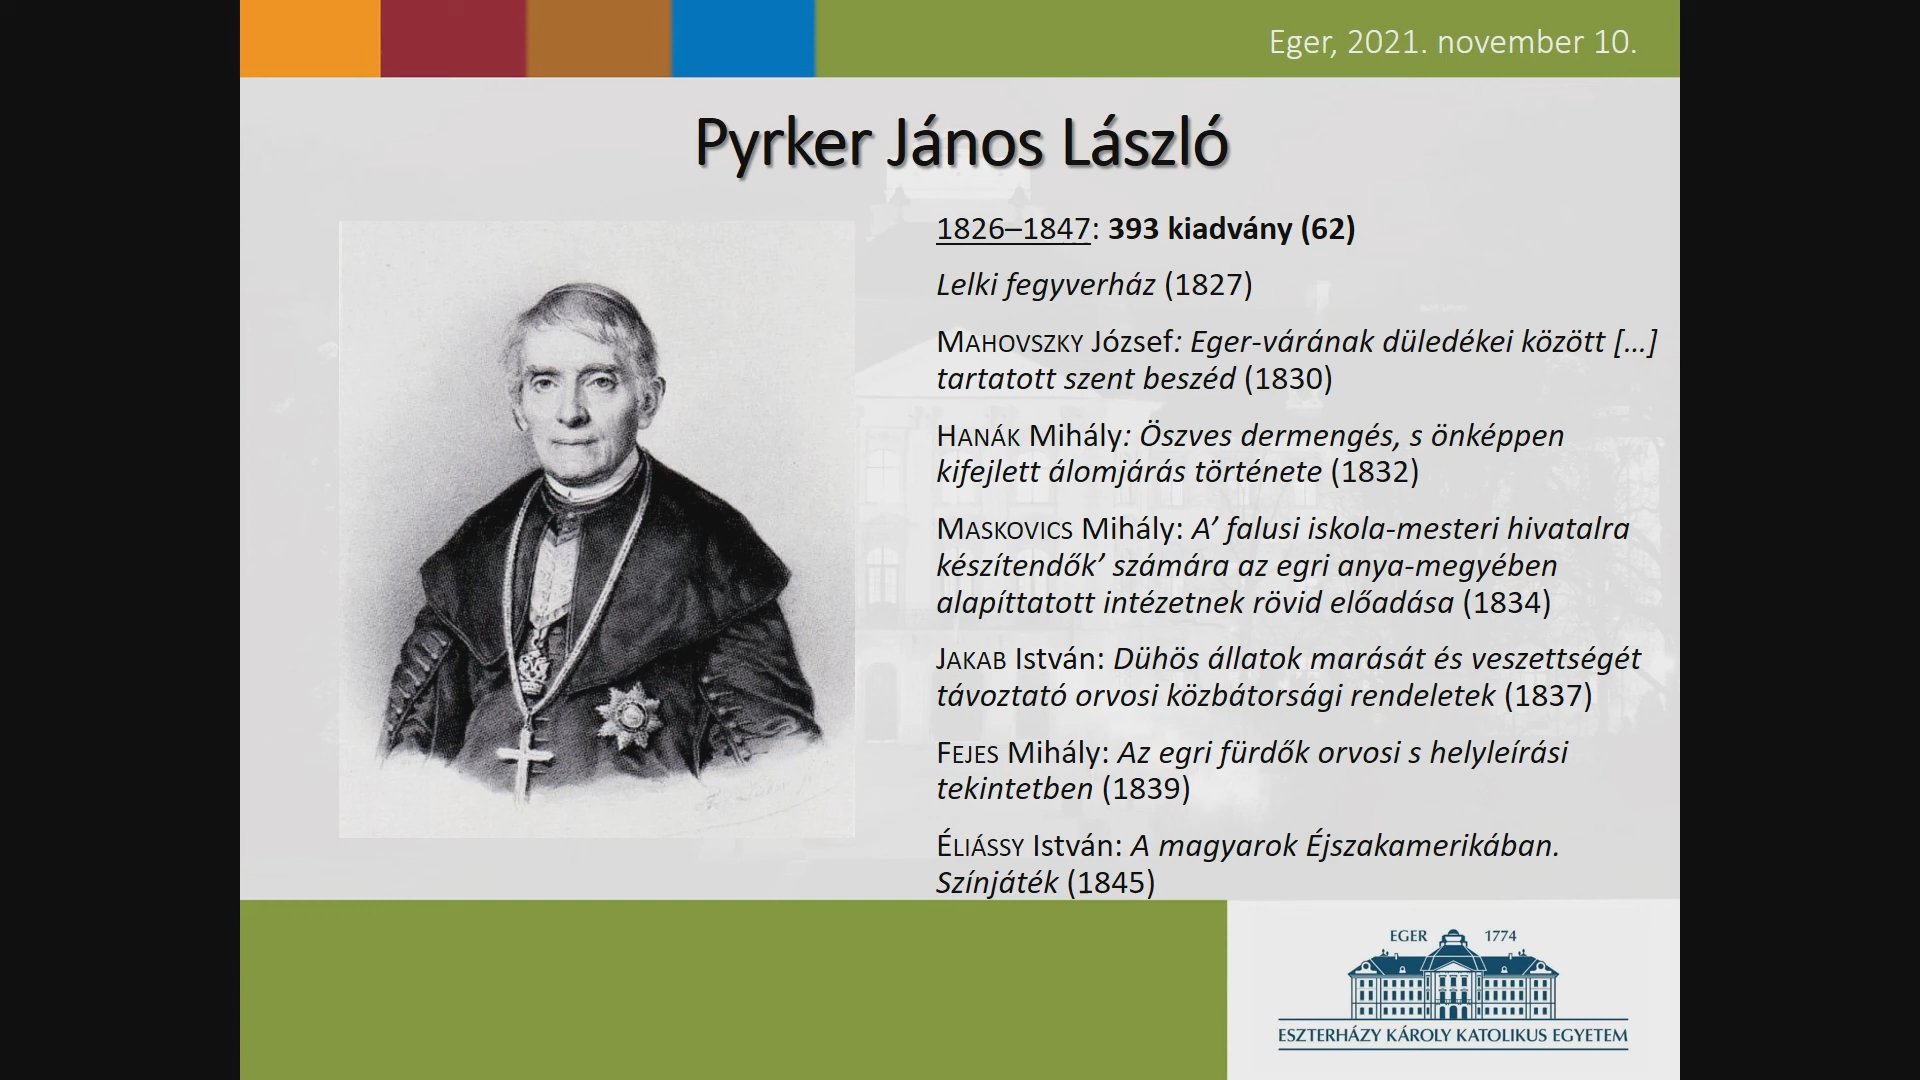 Eger, 2021. november 10.
Pyrker János László
1826–1847: 393 kiadvány (62)
Lelki fegyverház (1827)
MAHOVSZKY József: Eger-várának düledékei között [...]
tartatott szent beszéd (1830)
HANÁK Mihály: Öszves dermengés, s önképpen
kifejlett álomjárás története (1832)
MASKOVICS Mihály: A’ falusi iskola-mesteri hivatalra
készítendők’ számára az egri anya-megyében
alapíttatott intézetnek rövid előadása (1834)
JAKAB István: Dühös állatok marását és veszettségét
távoztató orvosi közbátorsági rendeletek (1837)
FEJES Mihály: Az egri fürdők orvosi s helyleírási
tekintetben (1839)
ÉLIÁSSY István: A magyarok Éjszakamerikában.
Színjáték (1845)
EGER 1774
ESZTERHÁZY KÁROLY KATOLIKUS EGYETEM